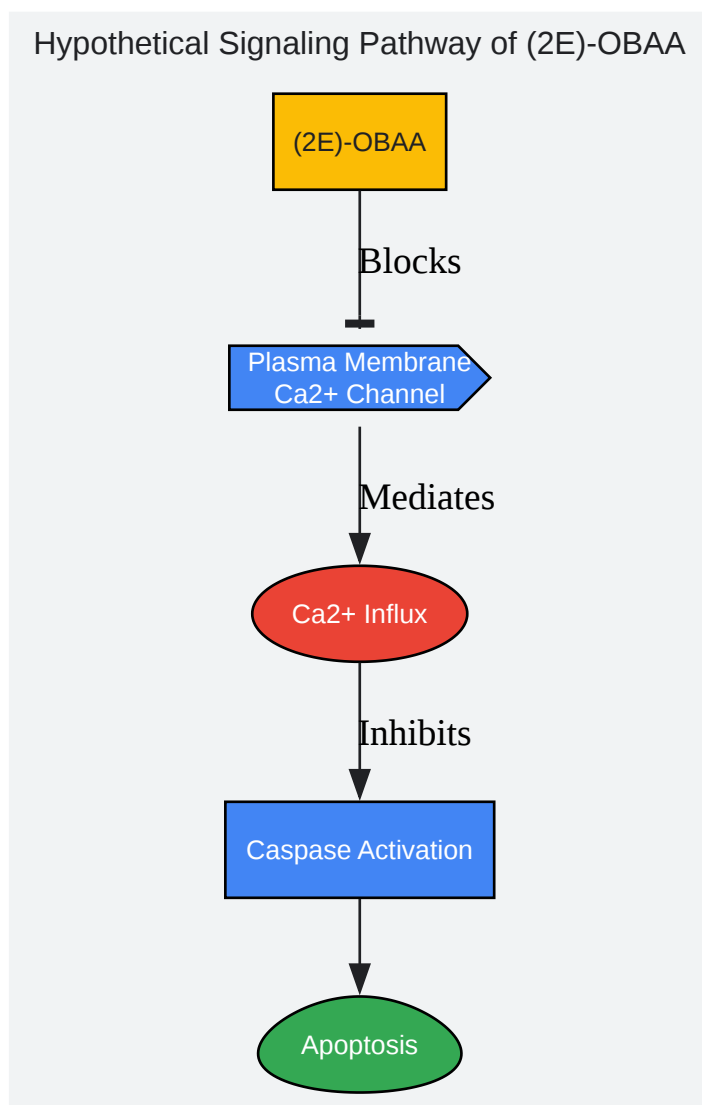 Hypothetical Signaling Pathway of (2E)-OBAA
(2E)-OBAA
Blocks
Plasma Membrane
Ca2+ Channel
Mediates
Ca2+ Influx
Inhibits
Caspase Activation
Apoptosis